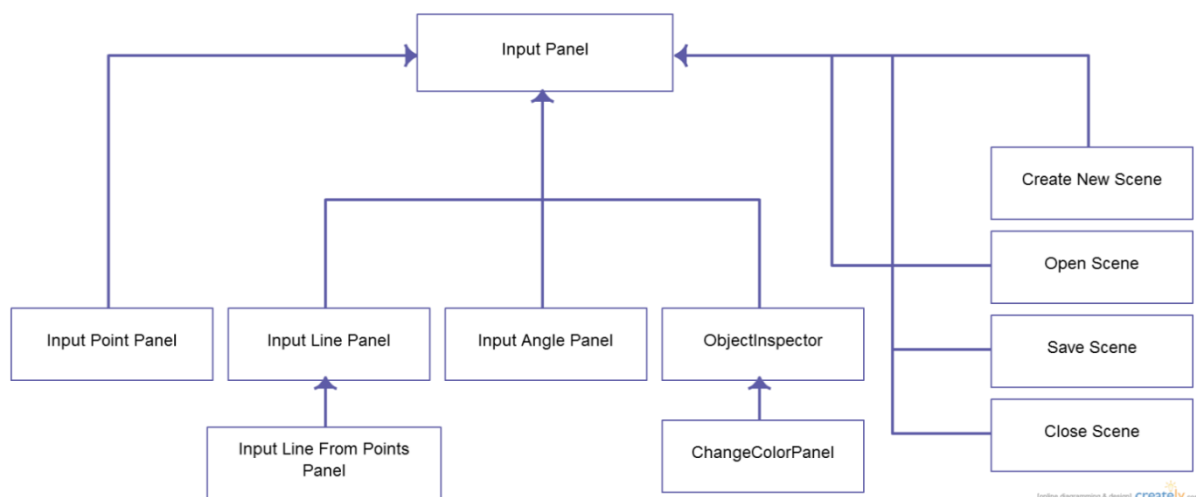 Input Panel
Create New Scene
Open Scene
Input Point Panel
Input Line Panel
Input Angle Panel
ObjectInspector
Save Scene
Close Scene
Input Line From Points
Panel
ChangeColorPanel
creately